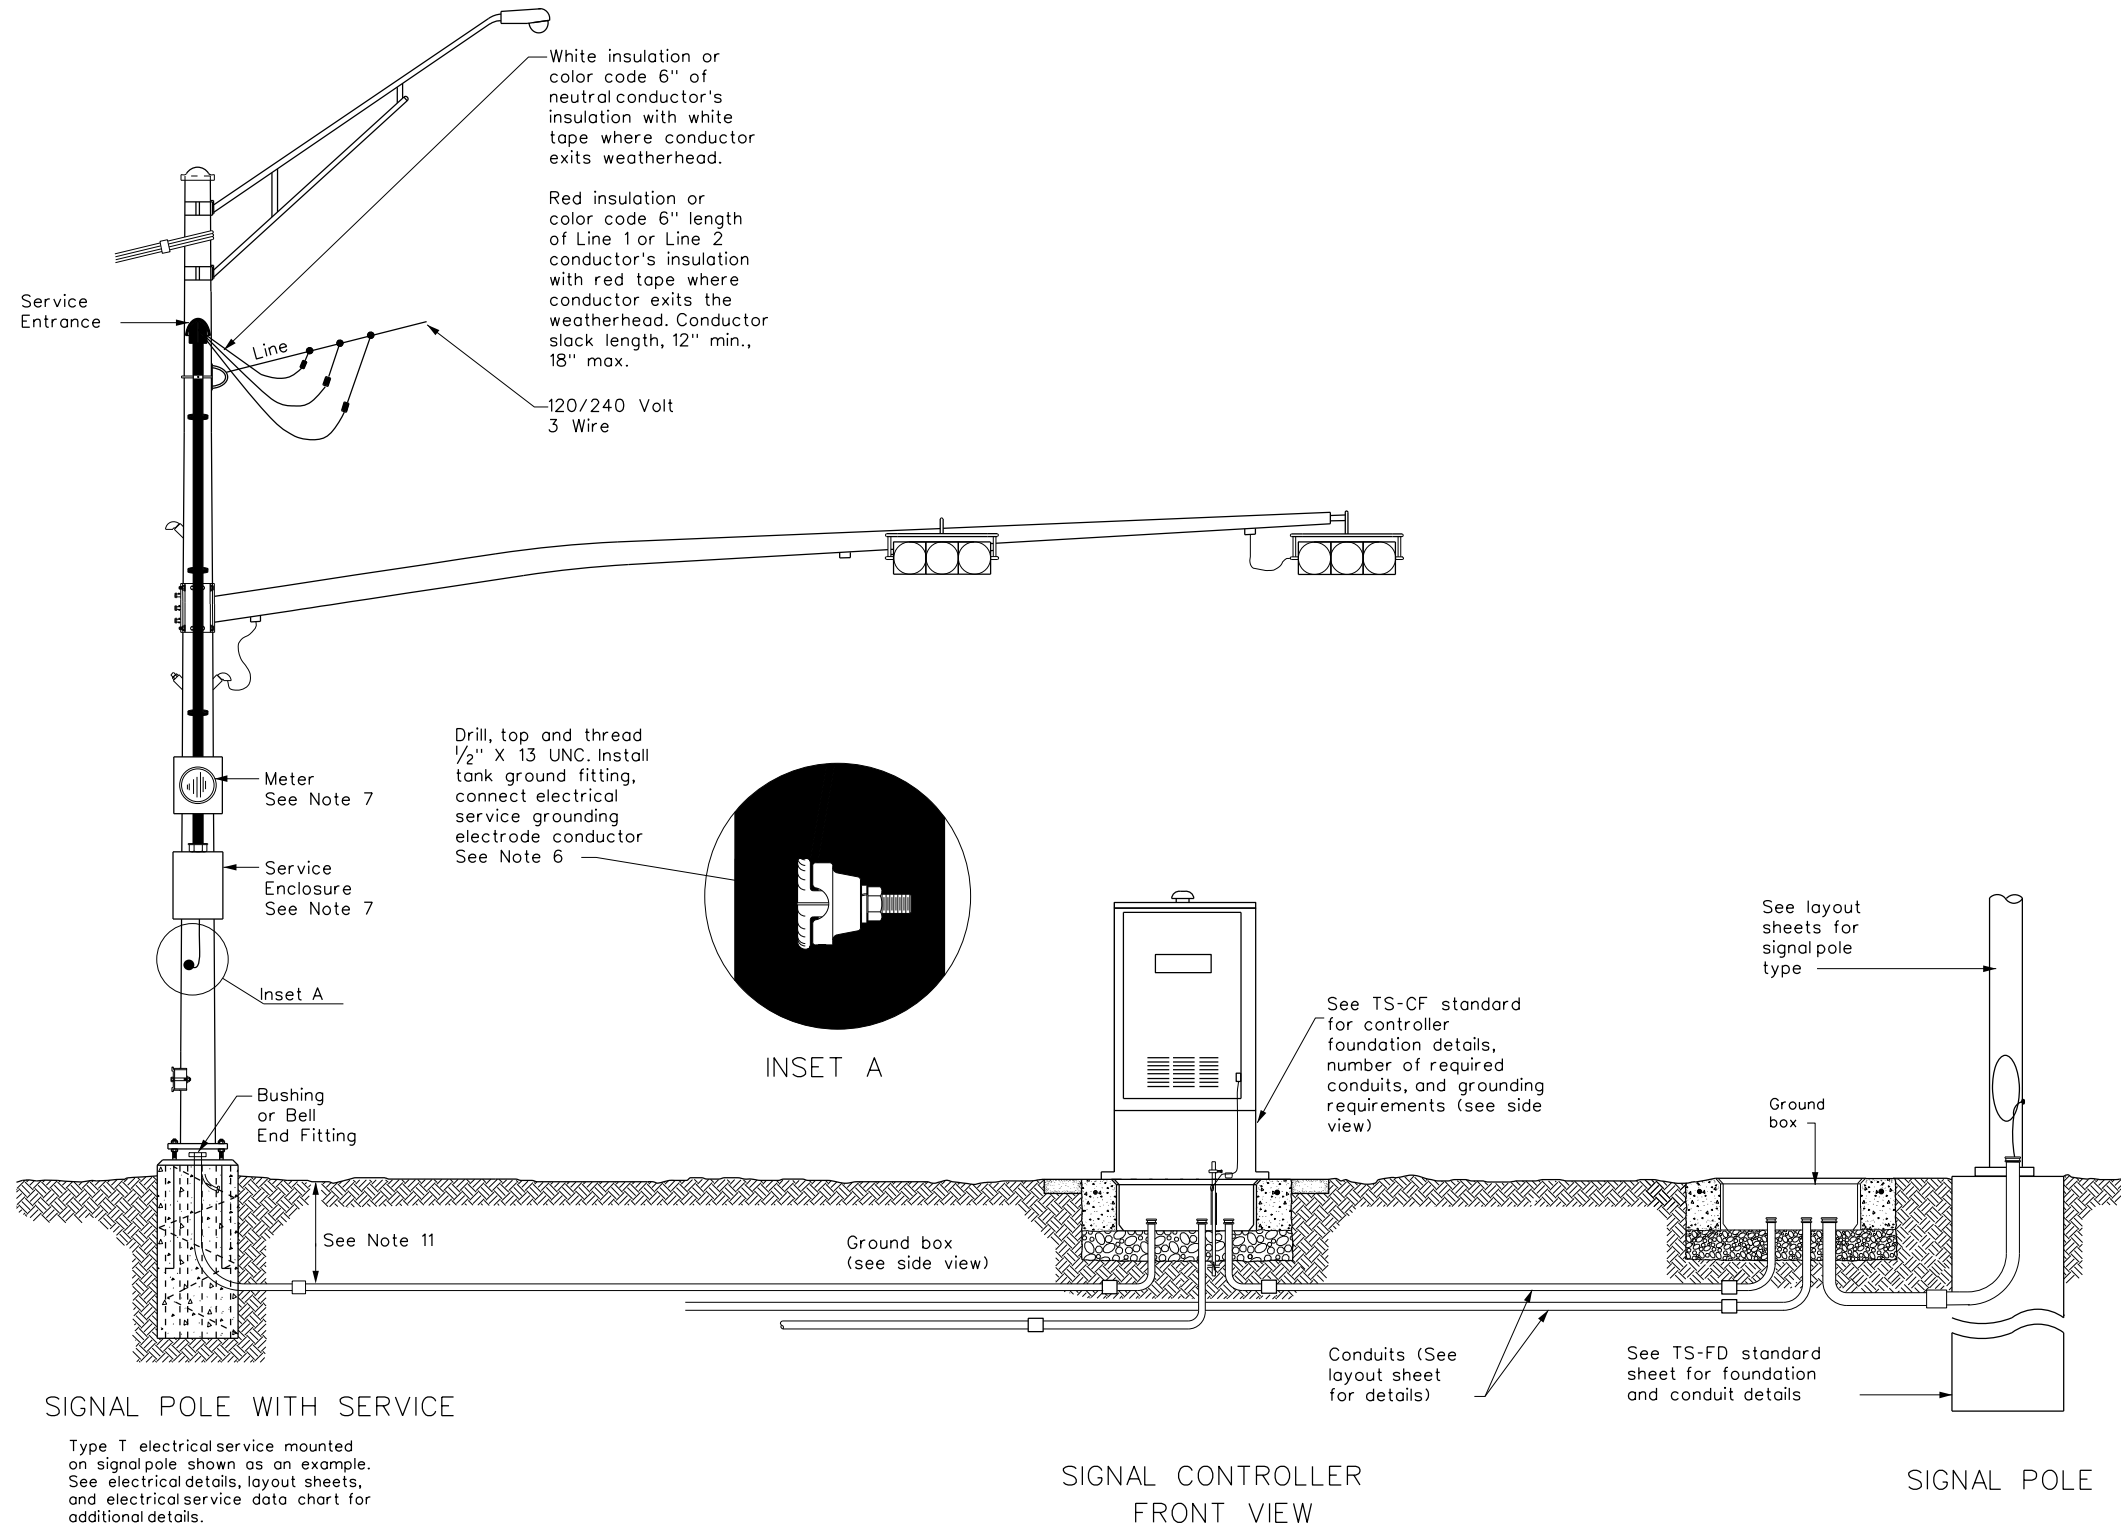 White insulation or
color code 6" of
neutral conductor's
insulation with white
tape where conductor
exits weatherhead.
Red insulation or
color code 6" length
of Line 1 or Line 2
conductor's insulation
with red tape where
conductor exits the
weatherhead. Conductor
slack length, 12" min.,
18" max.
Service
Entrance
Line
120/240 Volt
3 Wire
Drill, top and thread
1/2" X 13 UNC. Install
tank ground fitting,
connect electrical
service grounding
electrode conductor
See Note 6
Meter
See Note 7
Service
Enclosure
See Note 7
Inset A
INSET A
See layout
sheets for
signal pole
type
See TS-CF standard
for controller
foundation details,
number of required
conduits, and grounding
requirements (see side
view)
Bushing
or Bell
End Fitting
Ground
box
See Note 11
Ground box
(see side view)
Conduits (See
layout sheet
for details)
See TS-FD standard
sheet for foundation
and conduit details
SIGNAL POLE WITH SERVICE
Type T electrical service mounted
on signal pole shown as an example.
See electrical details, layout sheets,
and electrical service data chart for
additional details.
SIGNAL CONTROLLER
FRONT VIEW
SIGNAL POLE